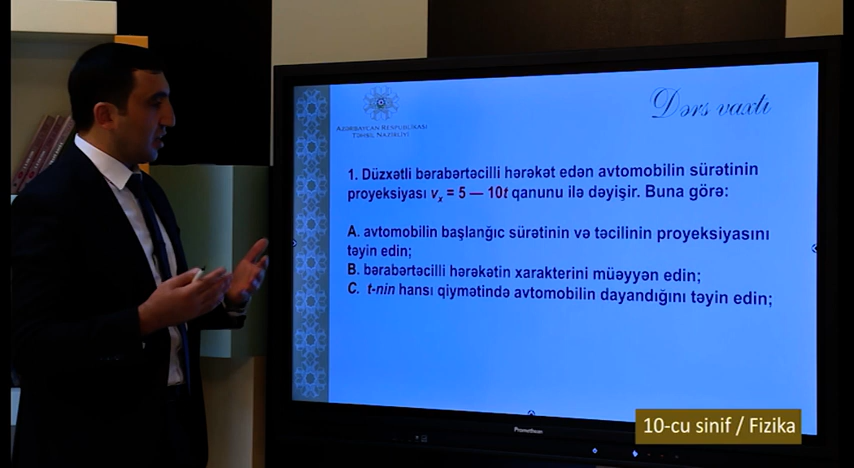 AZƏRBAYCAN RESPUBLİKASI
TƏHSİL NAZİRLİYİ
Dərs vaxtı
1. Düzxətli bərabərtəcilli hərəkət edən avtomobilin sürətinin
proyeksiyası vₓ = 5 — 10t qanunu ilə dəyişir. Buna görə:
A. avtomobilin başlanğıc sürətinin və təcilinin proyeksiyasını
təyin edin;
B. bərabərtəcilli hərəkətin xarakterini müəyyən edin;
C. t-nin hansı qiymətində avtomobilin dayandığını təyin edin;
Promethean
10-cu sinif / Fizika